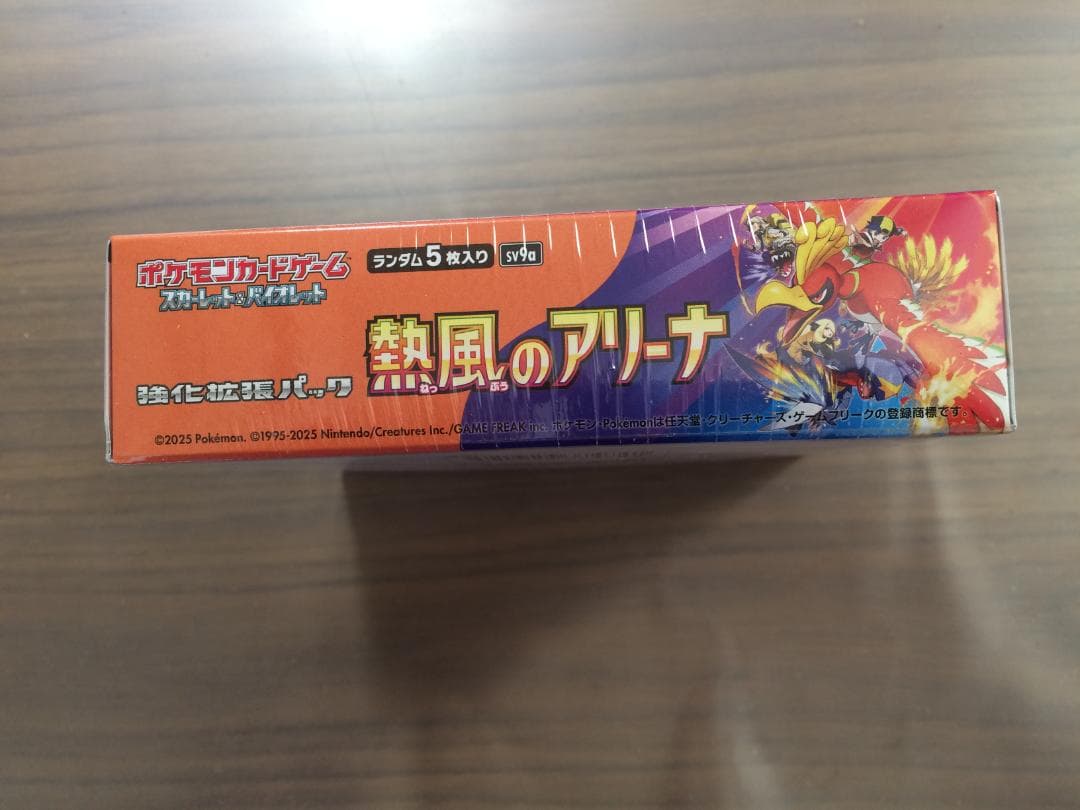 ポケモンカードゲーム
スカーレット&バイオレット
ランダム5枚入り
SV9a
強化拡張パック
熱風のアリーナ
ねっ ぷう
©2025 Pokémon. ©1995-2025 Nintendo/Creatures Inc./GAME FREAK inc. ポケモン・Pokémonは任天堂・クリーチャーズ・ゲームフリークの登録商標です。